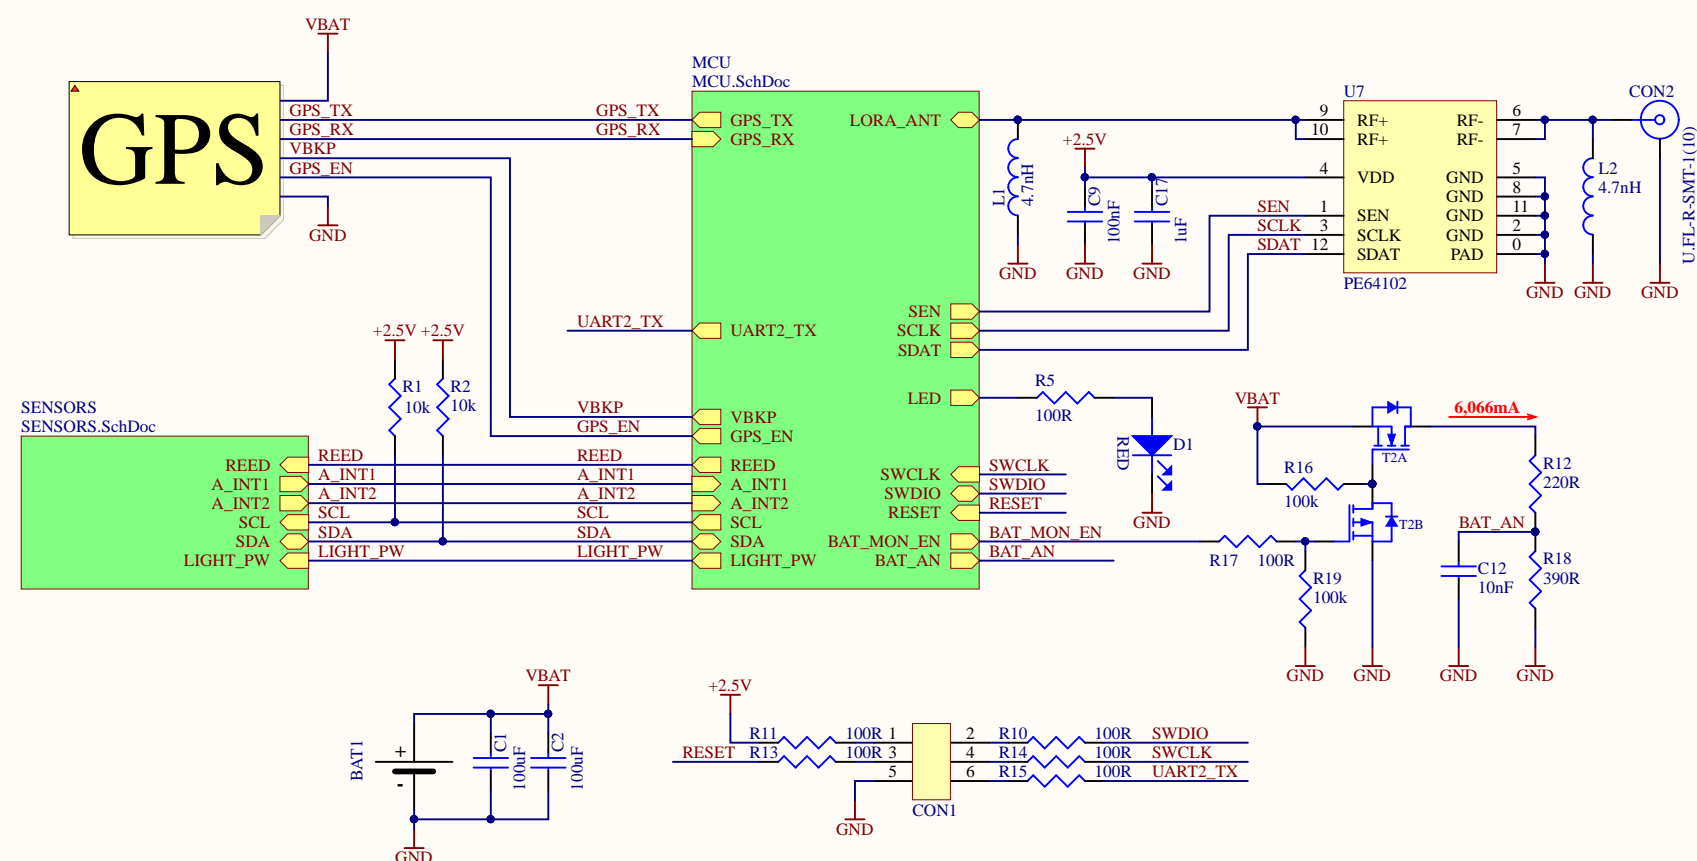 VBAT
GPS
GPS_TX
GPS_RX
VBKP
GPS_EN
GND
GPS_TX
GPS_RX
MCU
MCU.SchDoc
GPS_TX
GPS_RX
UART2_TX
UART2_TX
VBKP
VBKP
GPS_EN
GPS_EN
REED
REED
A_INT1
A_INT1
A_INT2
A_INT2
SCL
SCL
SDA
SDA
LIGHT_PW
LIGHT_PW
LORA_ANT
SEN
SCLK
SDAT
LED
SWCLK
SWCLK
SWDIO
SWDIO
RESET
RESET
BAT_MON_EN
BAT_MON_EN
BAT_AN
BAT_AN
+2.5V +2.5V
R1
10k
R2
10k
SENSORS
SENSORS.SchDoc
REED
REED
A_INT1
A_INT1
A_INT2
A_INT2
SCL
SCL
SDA
SDA
LIGHT_PW
LIGHT_PW
L1
4.7nH
GND
+2.5V
C9
100nF
GND
C17
1uF
GND
U7
9 RF+
10 RF+
4 VDD
SEN 1 SEN
SCLK 3 SCLK
SDAT 12 SDAT
RF- 6
RF- 7
GND 5
GND 8
GND 11
GND 2
PAD 0
PE64102
GND
L2
4.7nH
GND
CON2
U.FL-R-SMT-1(10)
GND
R5
100R
RED
D1
GND
VBAT
R16
100k
T2A
6,066mA
R12
220R
T2B
BAT_AN
C12
10nF
R18
390R
R17 100R
R19
100k
GND
GND
GND
GND
VBAT
BAT1
+
-
C1
100uF
C2
100uF
GND
+2.5V
R11 100R 1
RESET R13 100R 3
5
GND
CON1
2 R10 100R SWDIO
4 R14 100R SWCLK
6 R15 100R UART2_TX